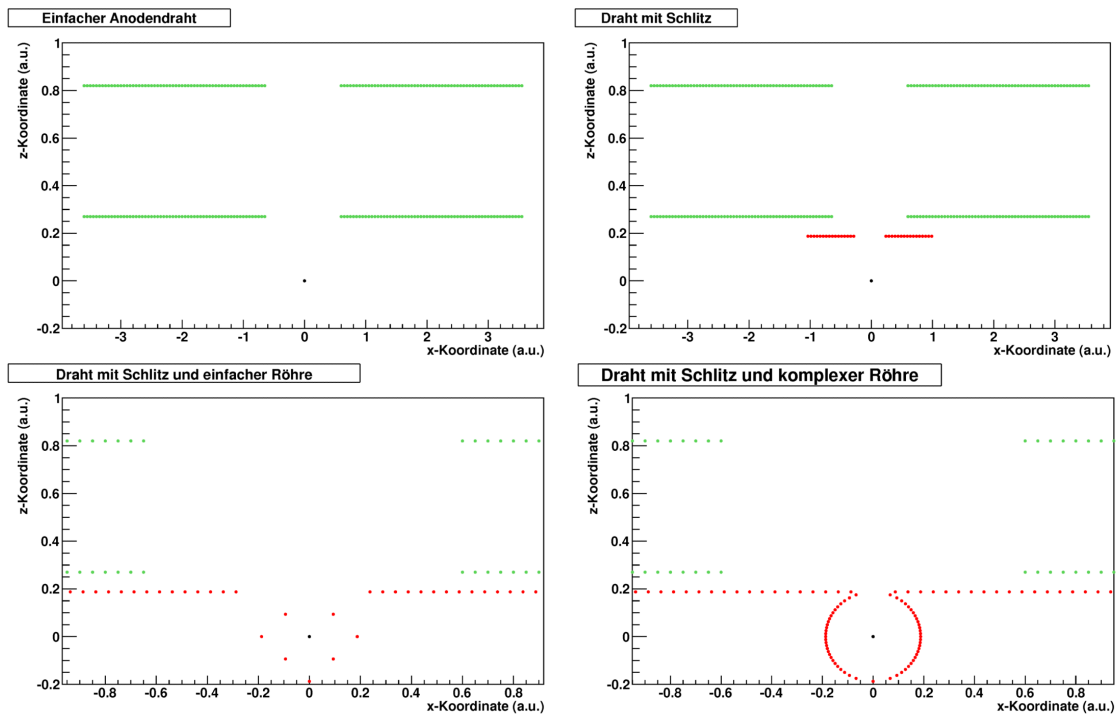 Einfacher Anodendraht
z-Koordinate (a.u.)
1
0.8
0.6
0.4
0.2
0
-0.2
-3 -2 -1 0 1 2 3
x-Koordinate (a.u.)
Draht mit Schlitz
z-Koordinate (a.u.)
1
0.8
0.6
0.4
0.2
0
-0.2
-3 -2 -1 0 1 2 3
x-Koordinate (a.u.)
Draht mit Schlitz und einfacher Röhre
z-Koordinate (a.u.)
1
0.8
0.6
0.4
0.2
0
-0.2
-0.8 -0.6 -0.4 -0.2 0 0.2 0.4 0.6 0.8
x-Koordinate (a.u.)
Draht mit Schlitz und komplexer Röhre
z-Koordinate (a.u.)
1
0.8
0.6
0.4
0.2
0
-0.2
-0.8 -0.6 -0.4 -0.2 0 0.2 0.4 0.6 0.8
x-Koordinate (a.u.)